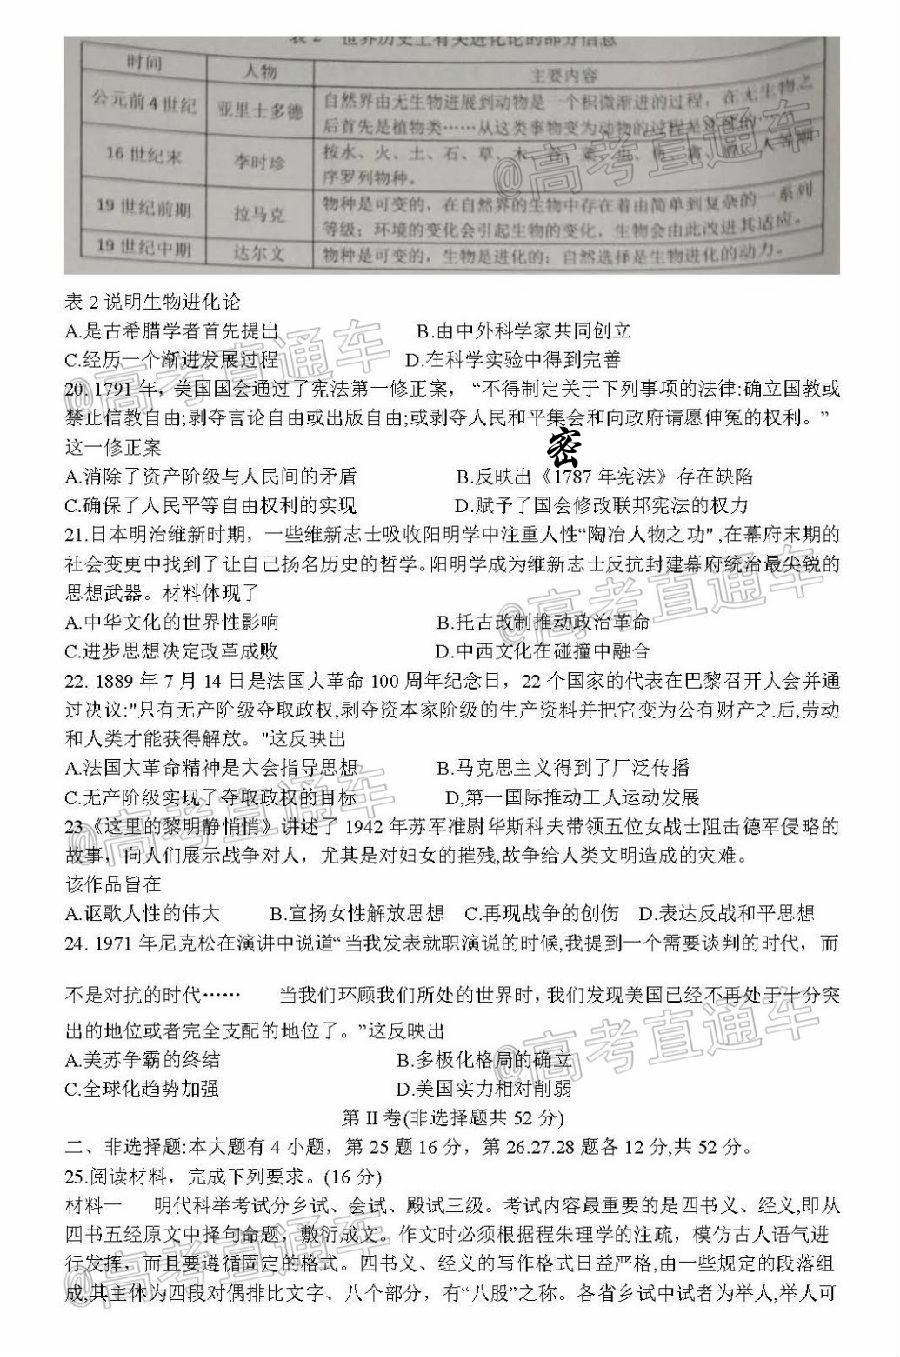 表 2 世界历史上有关进化论的部分信息
时间 人物 主要内容
公元前4世纪 亚里士多德 自然界由无生物进展到动物是一个积微渐进的过程，在无生物之
后首先是植物类……从这类事物变为动物的过程是
16世纪末 李时珍 按水、火、土、石、草、木、
序罗列物种。
19世纪前期 拉马克 物种是可变的，在自然界的生物中存在着由简单到复杂的一系列
等级；环境的变化会引起生物的变化，生物会由此改进其适应。
19世纪中期 达尔文 物种是可变的，生物是进化的；自然选择是生物进化的动力。
表 2 说明生物进化论
A.是古希腊学者首先提出 B.由中外科学家共同创立
C.经历一个渐进发展过程 D.在科学实验中得到完善
20. 1791 年，美国国会通过了宪法第一修正案， “不得制定关于下列事项的法律:确立国教或
禁止信教自由;剥夺言论自由或出版自由;或剥夺人民和平集会和向政府请愿伸冤的权利。”
这一修正案
密
A.消除了资产阶级与人民间的矛盾 B.反映出《1787 年宪法》存在缺陷
C.确保了人民平等自由权利的实现 D.赋予了国会修改联邦宪法的权力
21.日本明治维新时期，一些维新志士吸收阳明学中注重人性“陶冶人物之功” ,在幕府末期的
社会变更中找到了让自己扬名历史的哲学。阳明学成为维新志士反抗封建幕府统治最尖锐的
思想武器。材料体现了
A.中华文化的世界性影响 B.托古改制推动政治革命
C.进步思想决定改革成败 D.中西文化在碰撞中融合
22. 1889 年 7 月 14 日是法国大革命 100 周年纪念日，22 个国家的代表在巴黎召开大会并通
过决议:"只有无产阶级夺取政权,剥夺资本家阶级的生产资料并把它变为公有财产之后,劳动
和人类才能获得解放。"这反映出
A.法国大革命精神是大会指导思想 B.马克思主义得到了广泛传播
C.无产阶级实现了夺取政权的目标 D.第一国际推动工人运动发展
23.《这里的黎明静悄悄》讲述了 1942 年苏军准尉华斯科夫带领五位女战士阻击德军侵略的
故事，向人们展示战争对人，尤其是对妇女的摧残,故争给人类文明造成的灾难。
该作品旨在
A.讴歌人性的伟大 B.宣扬女性解放思想 C.再现战争的创伤 D.表达反战和平思想
24. 1971 年尼克松在演讲中说道“当我发表就职演说的时候,我提到一个需要谈判的时代，而
不是对抗的时代…… 当我们环顾我们所处的世界时，我们发现美国已经不再处于十分突
出的地位或者完全支配的地位了。”这反映出
A.美苏争霸的终结 B.多极化格局的确立
C.全球化趋势加强 D.美国实力相对削弱
第 II 卷(非选择题共 52 分)
二、非选择题:本大题有 4 小题，第 25 题 16 分，第 26.27.28 题各 12 分,共 52 分。
25.阅读材料，完成下列要求。(16 分)
材料一 明代科举考试分乡试、会试、殿试三级。考试内容最重要的是四书义、经义,即从
四书五经原文中择句命题，敷衍成文。作文时必须根据程朱理学的注疏，模仿古人语气进
行发挥，而且要遵循固定的格式。四书义、经义的写作格式日益严格,由一些规定的段落组
成,其主体为四段对偶排比文字、八个部分，有“八股”之称。各省乡试中试者为举人,举人可
@高考直通车
@高考直通车
@高考直通车
@高考直通车
@高考直通车
@高考直通车